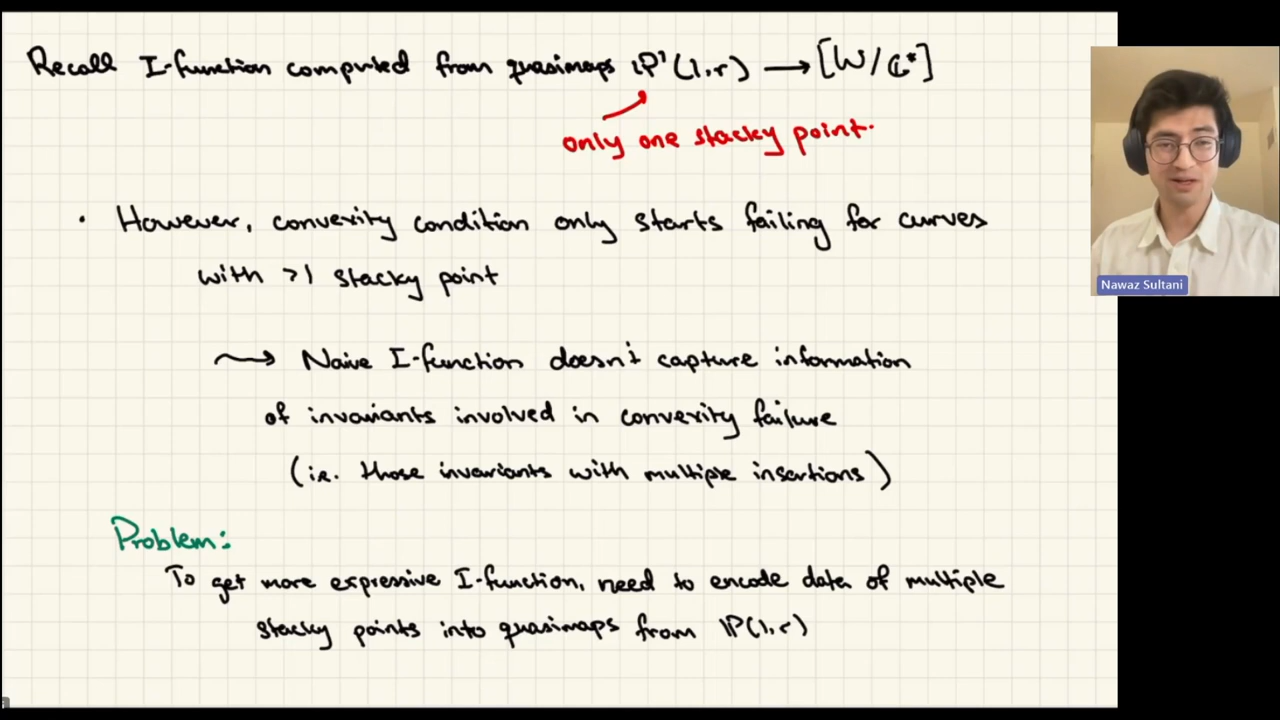 Recall I-function computed from quasimaps ℙ'(1,r) → [W/ℂ*]
only one stacky point.
• However, convexity condition only starts failing for curves
with >1 stacky point
⇝ Naive I-function doesn't capture information
of invariants involved in convexity failure
(i.e. those invariants with multiple insertions)
Problem:
To get more expressive I-function, need to encode data of multiple
stacky points into quasimaps from ℙ(1,r)
Nawaz Sultani